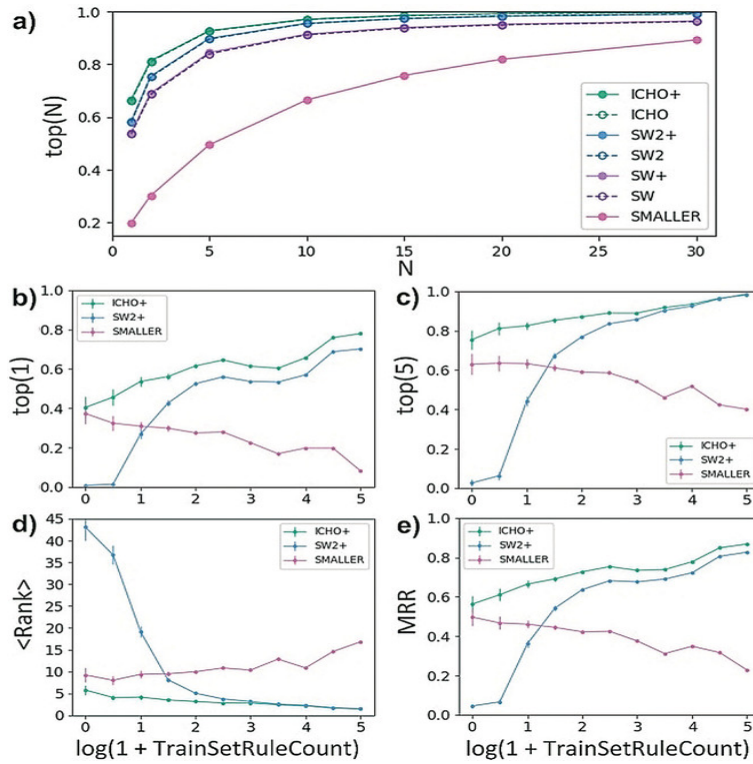 a)
top(N)
1.0
0.8
0.6
0.4
0.2
0
5
10
15
20
25
30
N
ICHO+
ICHO
SW2+
SW2
SW+
SW
SMALLER
b)
top(1)
1.0
0.8
0.6
0.4
0.2
0.0
0
1
2
3
4
5
ICHO+
SW2+
SMALLER
c)
top(5)
1.0
0.8
0.6
0.4
0.2
0.0
0
1
2
3
4
5
ICHO+
SW2+
SMALLER
d)
<Rank>
45
40
35
30
25
20
15
10
5
0
0
1
2
3
4
5
log(1 + TrainSetRuleCount)
ICHO+
SW2+
SMALLER
e)
MRR
1.0
0.8
0.6
0.4
0.2
0.0
0
1
2
3
4
5
log(1 + TrainSetRuleCount)
ICHO+
SW2+
SMALLER